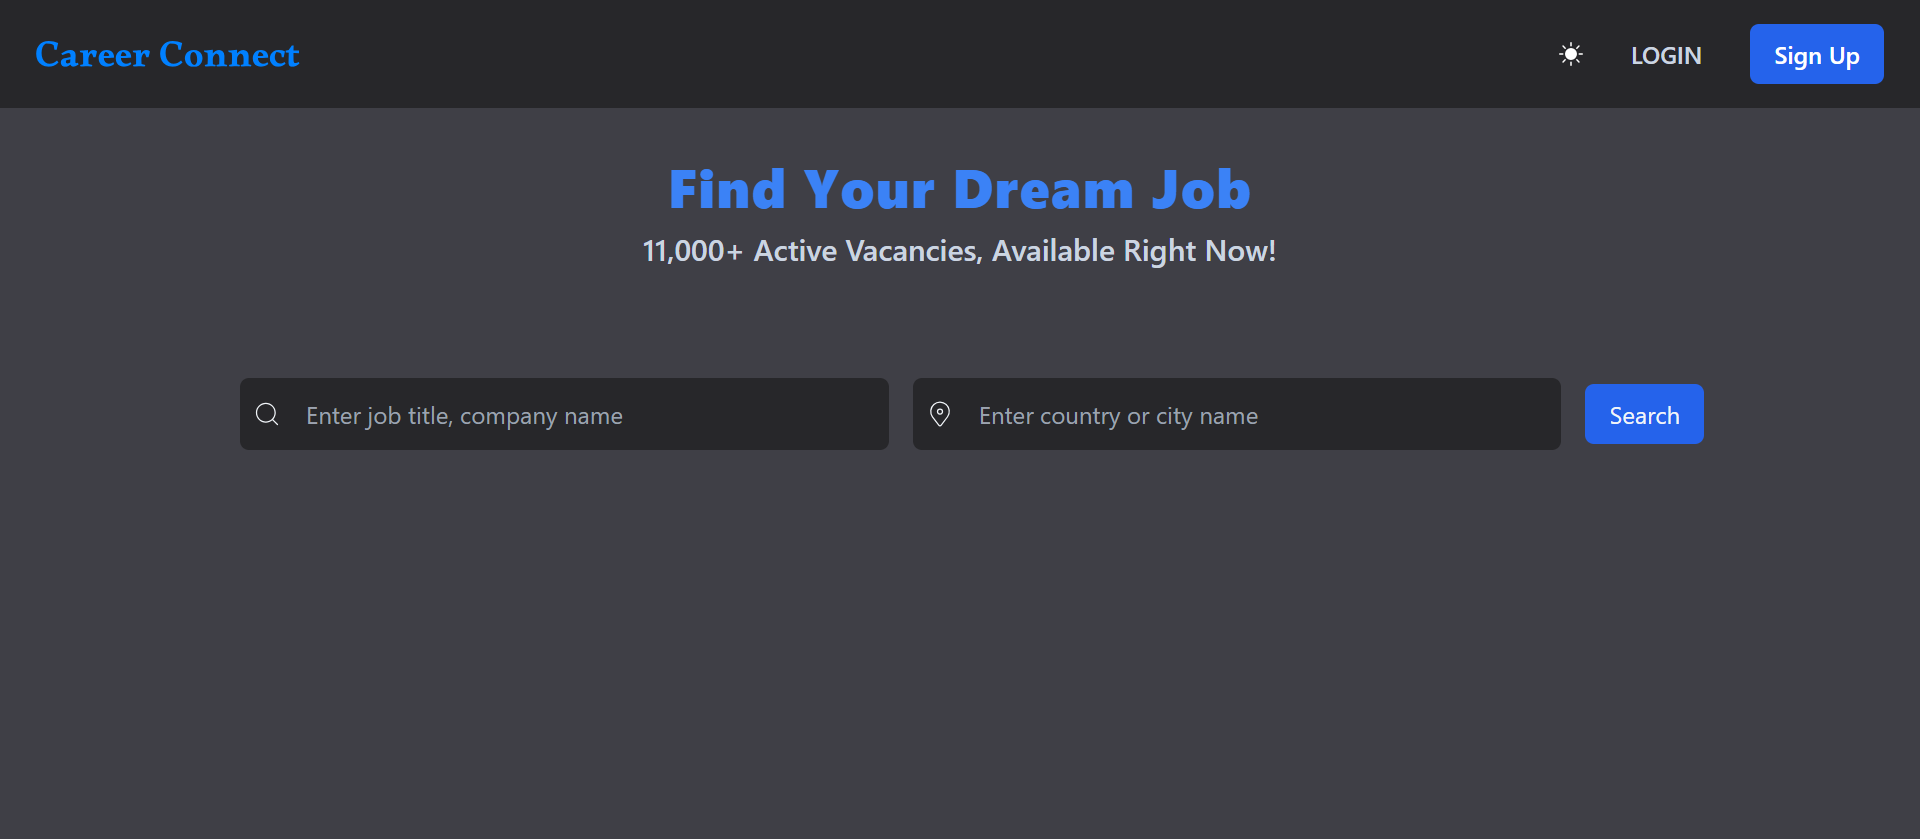 Career Connect
LOGIN
Sign Up
Find Your Dream Job
11,000+ Active Vacancies, Available Right Now!
Enter job title, company name
Enter country or city name
Search